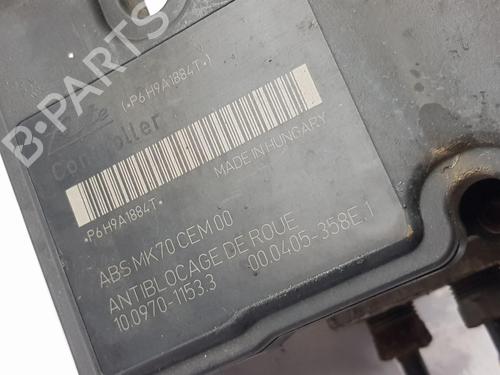 B-PARTS
(*P6H9A1884T*)
Controller
*P6H9A1884T*
MADE IN HUNGARY
ABS MK70 CEM 00
ANTIBLOCAGE DE ROUE
10.0970-1153.3 00.0405-358E.1